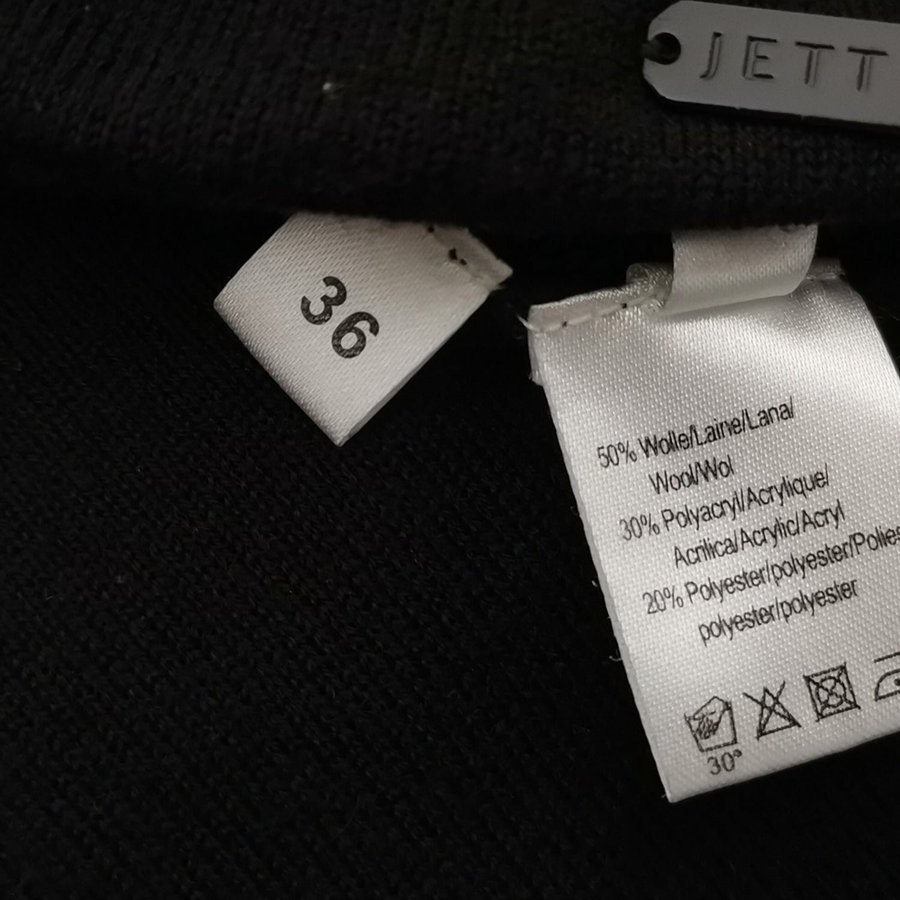 JETT
36
50% Wolle/Laine/Lana/
Wool/Wol
30% Polyacryl/Acrylique/
Acrilica/Acrylic/Acryl
20% Polyester/polyester/Polies
polyester/polyester
30°